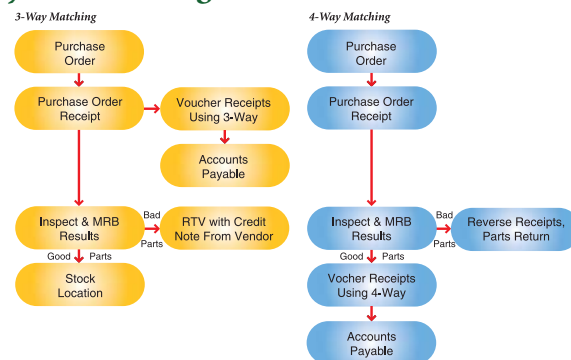 3-Way Matching
Purchase
Order
Purchase Order
Receipt
Voucher Receipts
Using 3-Way
Accounts
Payable
Inspect & MRB
Results
Bad
Parts
RTV with Credit
Note From Vendor
Good Parts
Stock
Location
4-Way Matching
Purchase
Order
Purchase Order
Receipt
Inspect & MRB
Results
Bad
Parts
Reverse Receipts,
Parts Return
Good Parts
Vocher Receipts
Using 4-Way
Accounts
Payable